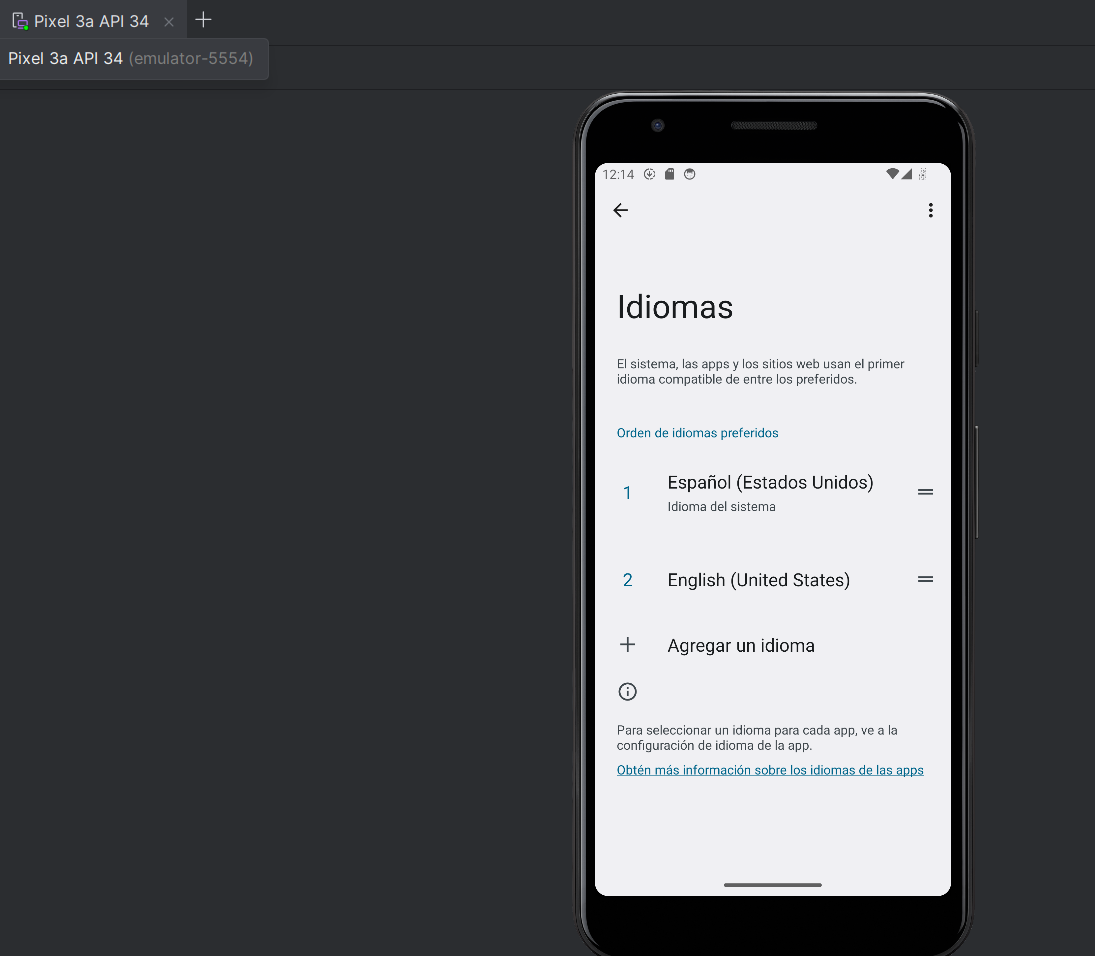 Pixel 3a API 34
Pixel 3a API 34 (emulator-5554)
12:14
Idiomas
El sistema, las apps y los sitios web usan el primer
idioma compatible de entre los preferidos.
Orden de idiomas preferidos
1 Español (Estados Unidos)
Idioma del sistema
2 English (United States)
Agregar un idioma
Para seleccionar un idioma para cada app, ve a la
configuración de idioma de la app.
Obtén más información sobre los idiomas de las apps